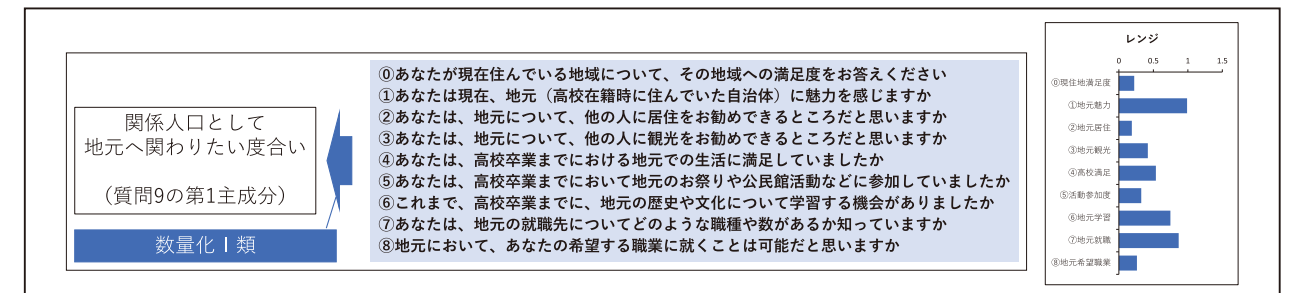 関係人口として
地元へ関わりたい度合い
(質問9の第1主成分)
数量化Ⅰ類
⓪あなたが現在住んでいる地域について、その地域への満足度をお答えください
①あなたは現在、地元(高校在籍時に住んでいた自治体)に魅力を感じますか
②あなたは、地元について、他の人に居住をお勧めできるところだと思いますか
③あなたは、地元について、他の人に観光をお勧めできるところだと思いますか
④あなたは、高校卒業までにおける地元での生活に満足していましたか
⑤あなたは、高校卒業までにおいて地元のお祭りや公民館活動などに参加していましたか
⑥これまで、高校卒業までに、地元の歴史や文化について学習する機会がありましたか
⑦あなたは、地元の就職先についてどのような職種や数があるか知っていますか
⑧地元において、あなたの希望する職業に就くことは可能だと思いますか
レンジ
0 0.5 1 1.5
⓪現住地満足度
①地元魅力
②地元居住
③地元観光
④高校満足
⑤活動参加度
⑥地元学習
⑦地元就職
⑧地元希望職業